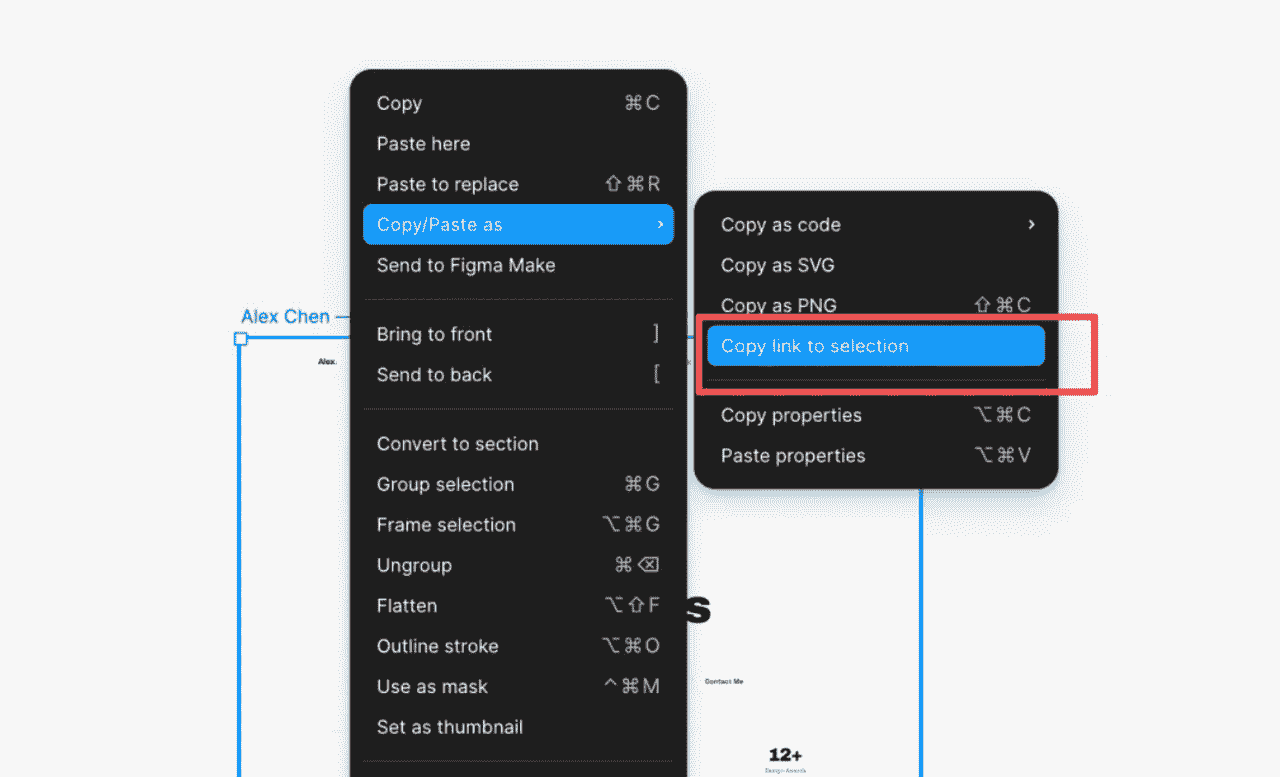 Copy ⌘C
Paste here
Paste to replace ⇧⌘R
Copy/Paste as ›
Send to Figma Make
Bring to front ]
Send to back [
Convert to section
Group selection ⌘G
Frame selection ⌥⌘G
Ungroup ⌘⌫
Flatten ⌥⇧F
Outline stroke ⌥⌘O
Use as mask ^⌘M
Set as thumbnail
Copy as code ›
Copy as SVG
Copy as PNG ⇧⌘C
Copy link to selection
Copy properties ⌥⌘C
Paste properties ⌥⌘V
Alex Chen —
Alex.
s
Contact Me
12+
Design Awards